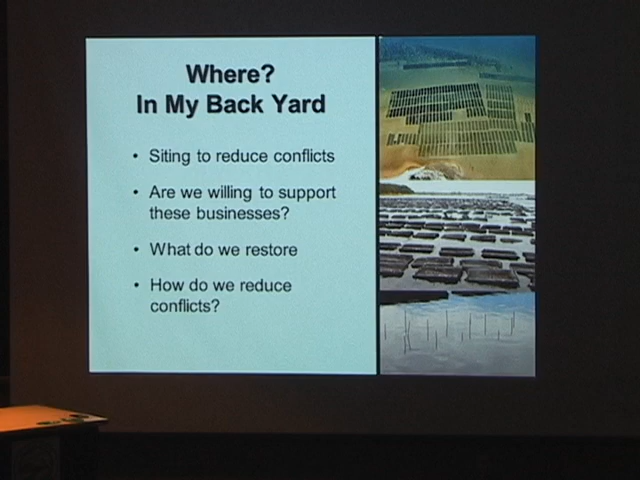 Where?
In My Back Yard
• Siting to reduce conflicts
• Are we willing to support
these businesses?
• What do we restore
• How do we reduce
conflicts?